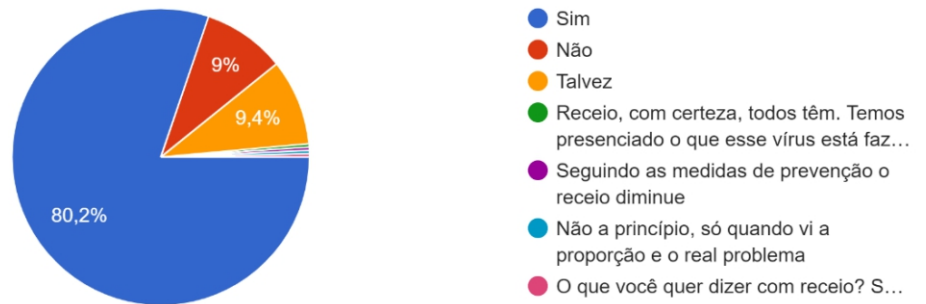 9%
9,4%
80,2%
Sim
Não
Talvez
Receio, com certeza, todos têm. Temos
presenciado o que esse vírus está faz…
Seguindo as medidas de prevenção o
receio diminue
Não a princípio, só quando vi a
proporção e o real problema
O que você quer dizer com receio? S…